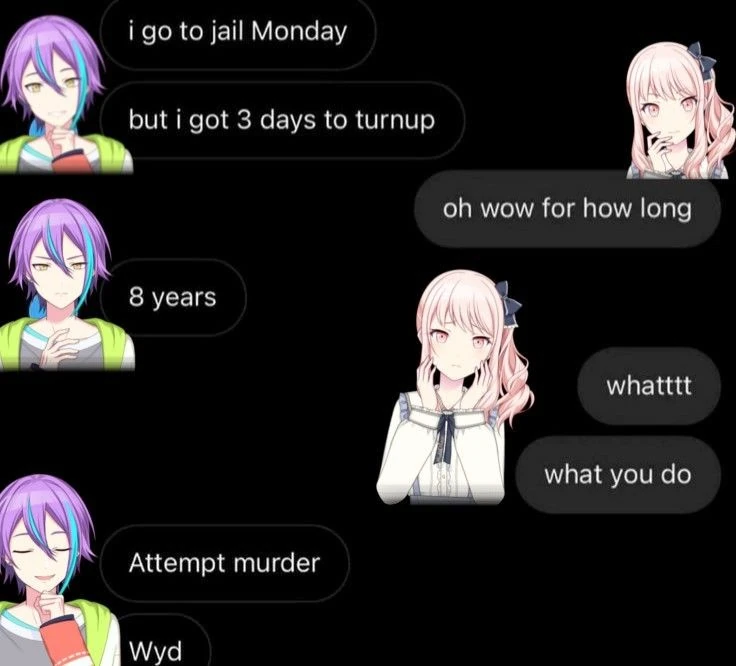 i go to jail Monday
but i got 3 days to turnup
oh wow for how long
8 years
whatttt
what you do
Attempt murder
Wyd